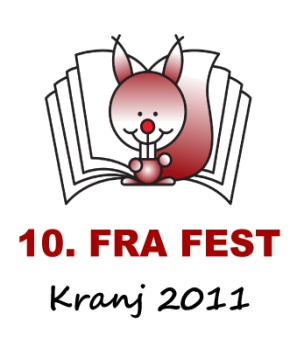 10. FRA FEST
Kranj 2011